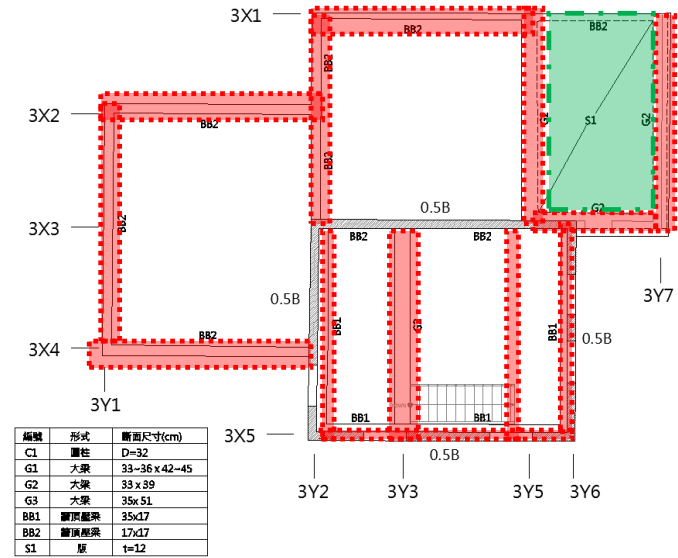 3X1
BB2
BB2
BB2
BB2
G2
S1
G2
3X2
BB2
BB2
0.5B
G2
3X3
BB2
BB2
BB2
3Y7
0.5B
BB1
G3
BB1
0.5B
3X4
BB2
3Y1
DWN
BB1
BB1
3X5
0.5B
3Y2
3Y3
3Y5
3Y6
編號 形式 斷面尺寸(cm)
C1 圓柱 D=32
G1 大梁 33~36 x 42~45
G2 大梁 33 x 39
G3 大梁 35x 51
BB1 牆頂壓梁 35x17
BB2 牆頂壓梁 17x17
S1 版 t=12